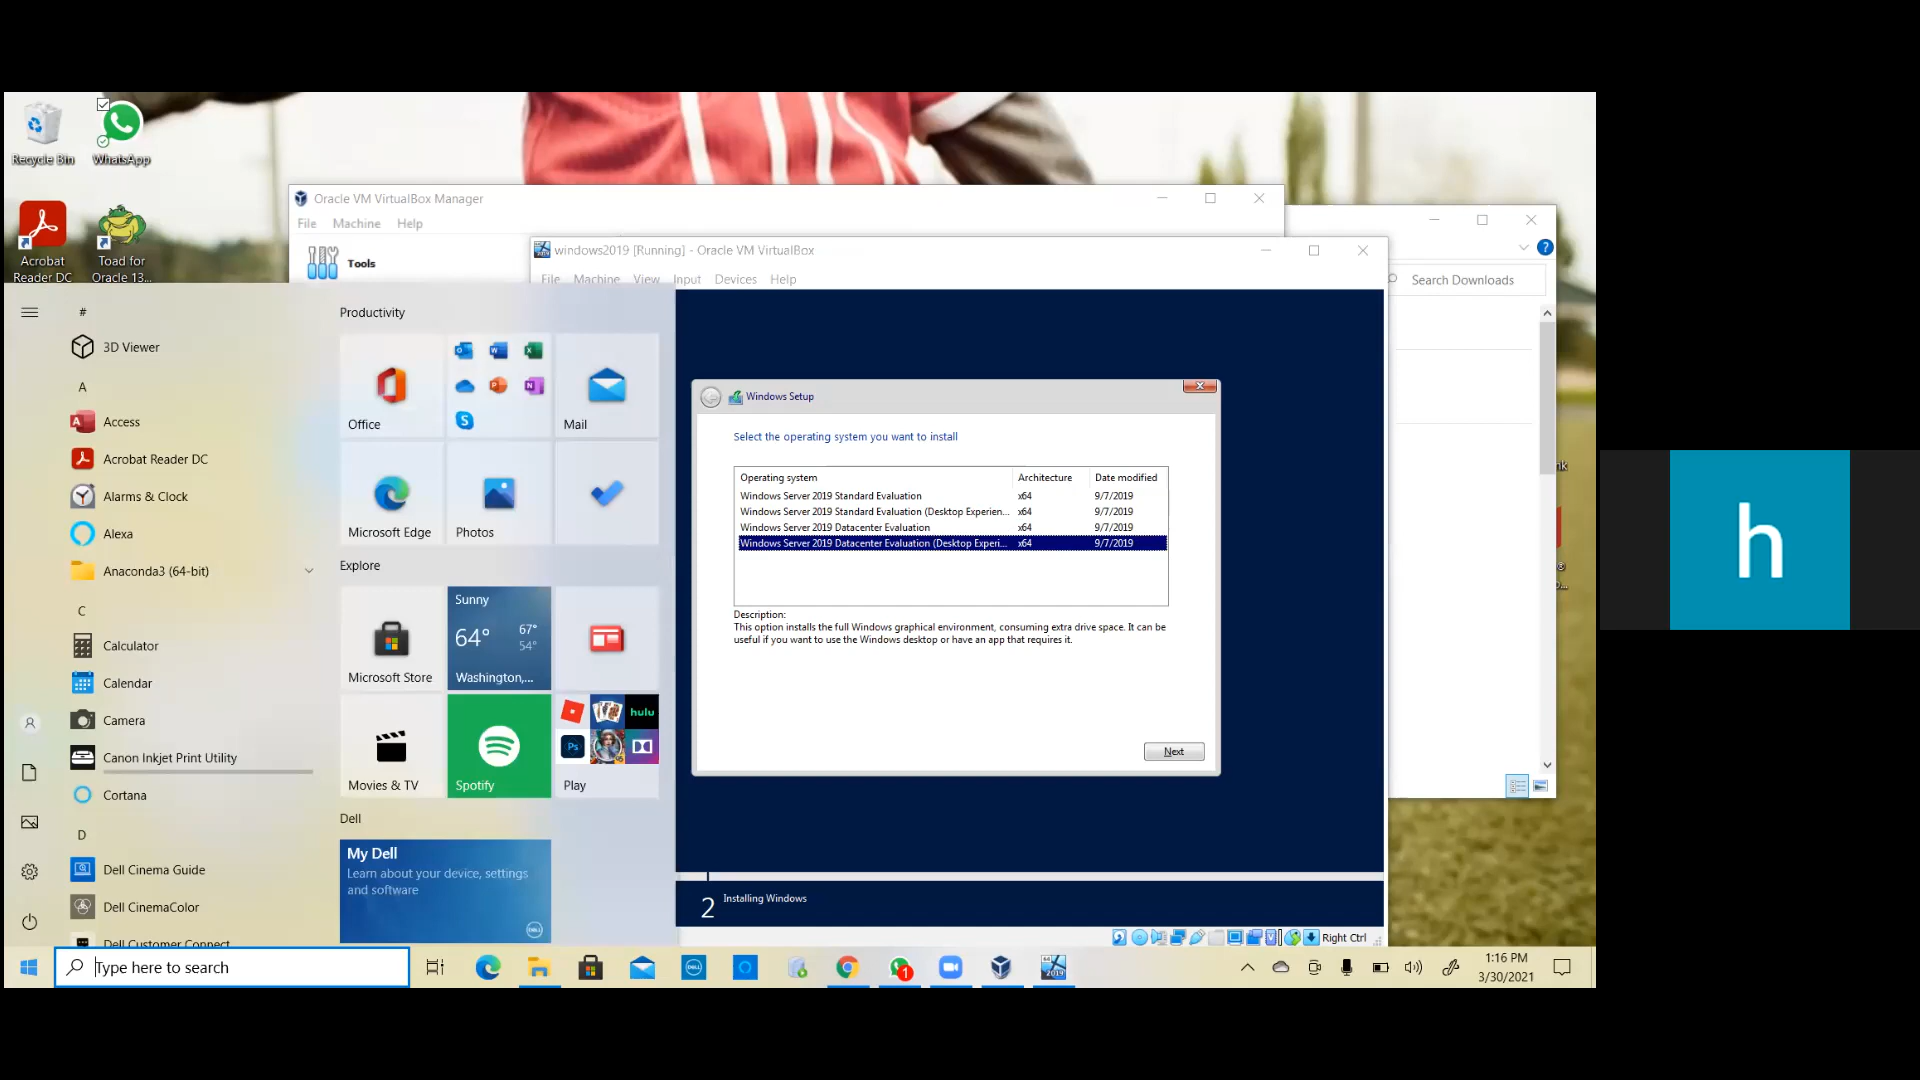 Recycle Bin
WhatsApp
Acrobat
Reader DC
Toad for
Oracle 13...
Oracle VM VirtualBox Manager
File Machine Help
Tools
windows2019 [Running] - Oracle VM VirtualBox
File Machine View Input Devices Help
Search Downloads
#
3D Viewer
A
Access
Acrobat Reader DC
Alarms & Clock
Alexa
Anaconda3 (64-bit)
C
Calculator
Calendar
Camera
Canon Inkjet Print Utility
Cortana
D
Dell Cinema Guide
Dell CinemaColor
Dell Customer Connect
Productivity
Office
Mail
Microsoft Edge
Photos
Explore
Microsoft Store
Sunny
64° 67°
54°
Washington,...
Movies & TV
Spotify
hulu
Ps
Play
Dell
My Dell
Learn about your device, settings
and software
Windows Setup
Select the operating system you want to install
Operating system Architecture Date modified
Windows Server 2019 Standard Evaluation x64 9/7/2019
Windows Server 2019 Standard Evaluation (Desktop Experien... x64 9/7/2019
Windows Server 2019 Datacenter Evaluation x64 9/7/2019
Windows Server 2019 Datacenter Evaluation (Desktop Experi... x64 9/7/2019
Description:
This option installs the full Windows graphical environment, consuming extra drive space. It can be
useful if you want to use the Windows desktop or have an app that requires it.
Next
2 Installing Windows
Right Ctrl
Type here to search
1
2019
1:16 PM
3/30/2021
h